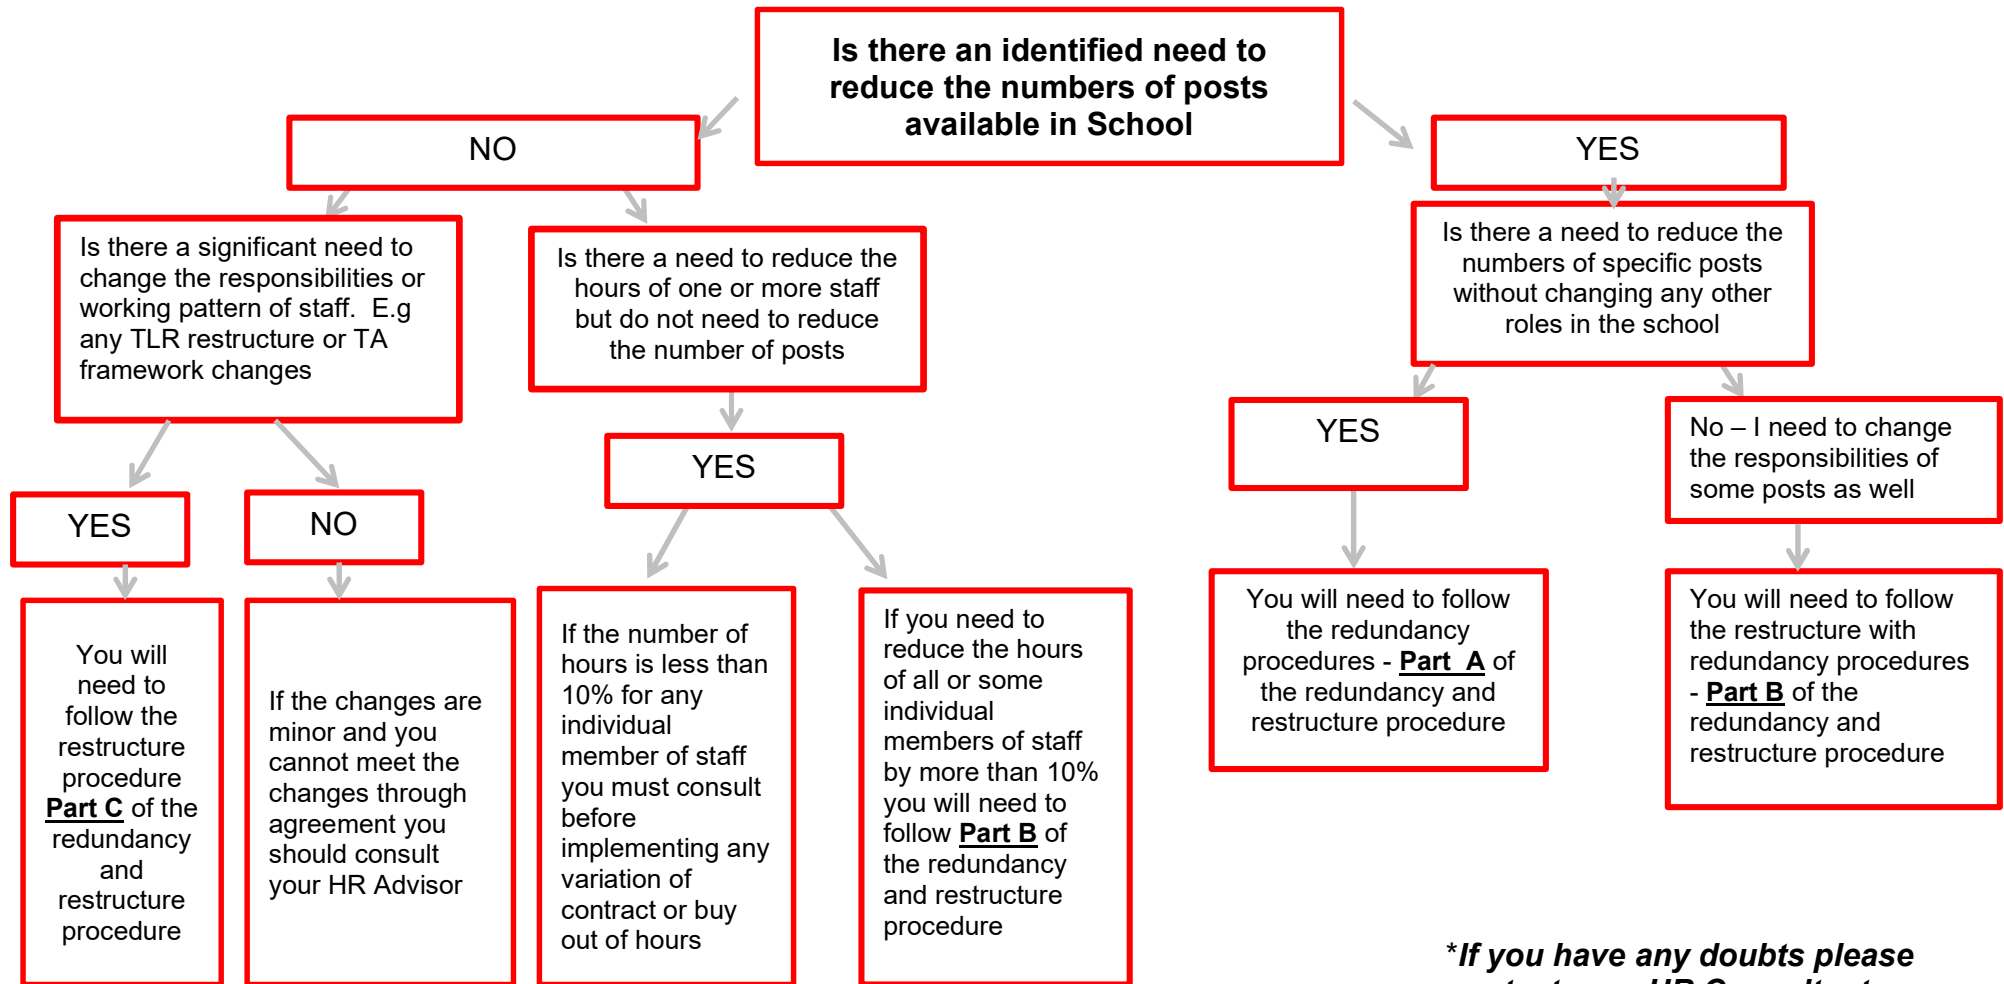 Is there an identified need to
reduce the numbers of posts
available in School
NO
YES
Is there a significant need to
change the responsibilities or
working pattern of staff.  E.g
any TLR restructure or TA
framework changes
Is there a need to reduce the
hours of one or more staff
but do not need to reduce
the number of posts
Is there a need to reduce the
numbers of specific posts
without changing any other
roles in the school
YES
NO
YES
YES
No – I need to change
the responsibilities of
some posts as well
You will
need to
follow the
restructure
procedure
Part C of the
redundancy
and
restructure
procedure
If the changes are
minor and you
cannot meet the
changes through
agreement you
should consult
your HR Advisor
If the number of
hours is less than
10% for any
individual
member of staff
you must consult
before
implementing any
variation of
contract or buy
out of hours
If you need to
reduce the hours
of all or some
individual
members of staff
by more than 10%
you will need to
follow Part B of
the redundancy
and restructure
procedure
You will need to follow
the redundancy
procedures - Part  A of
the redundancy and
restructure procedure
You will need to follow
the restructure with
redundancy procedures
- Part B of the
redundancy and
restructure procedure
*If you have any doubts please
HR Consultant